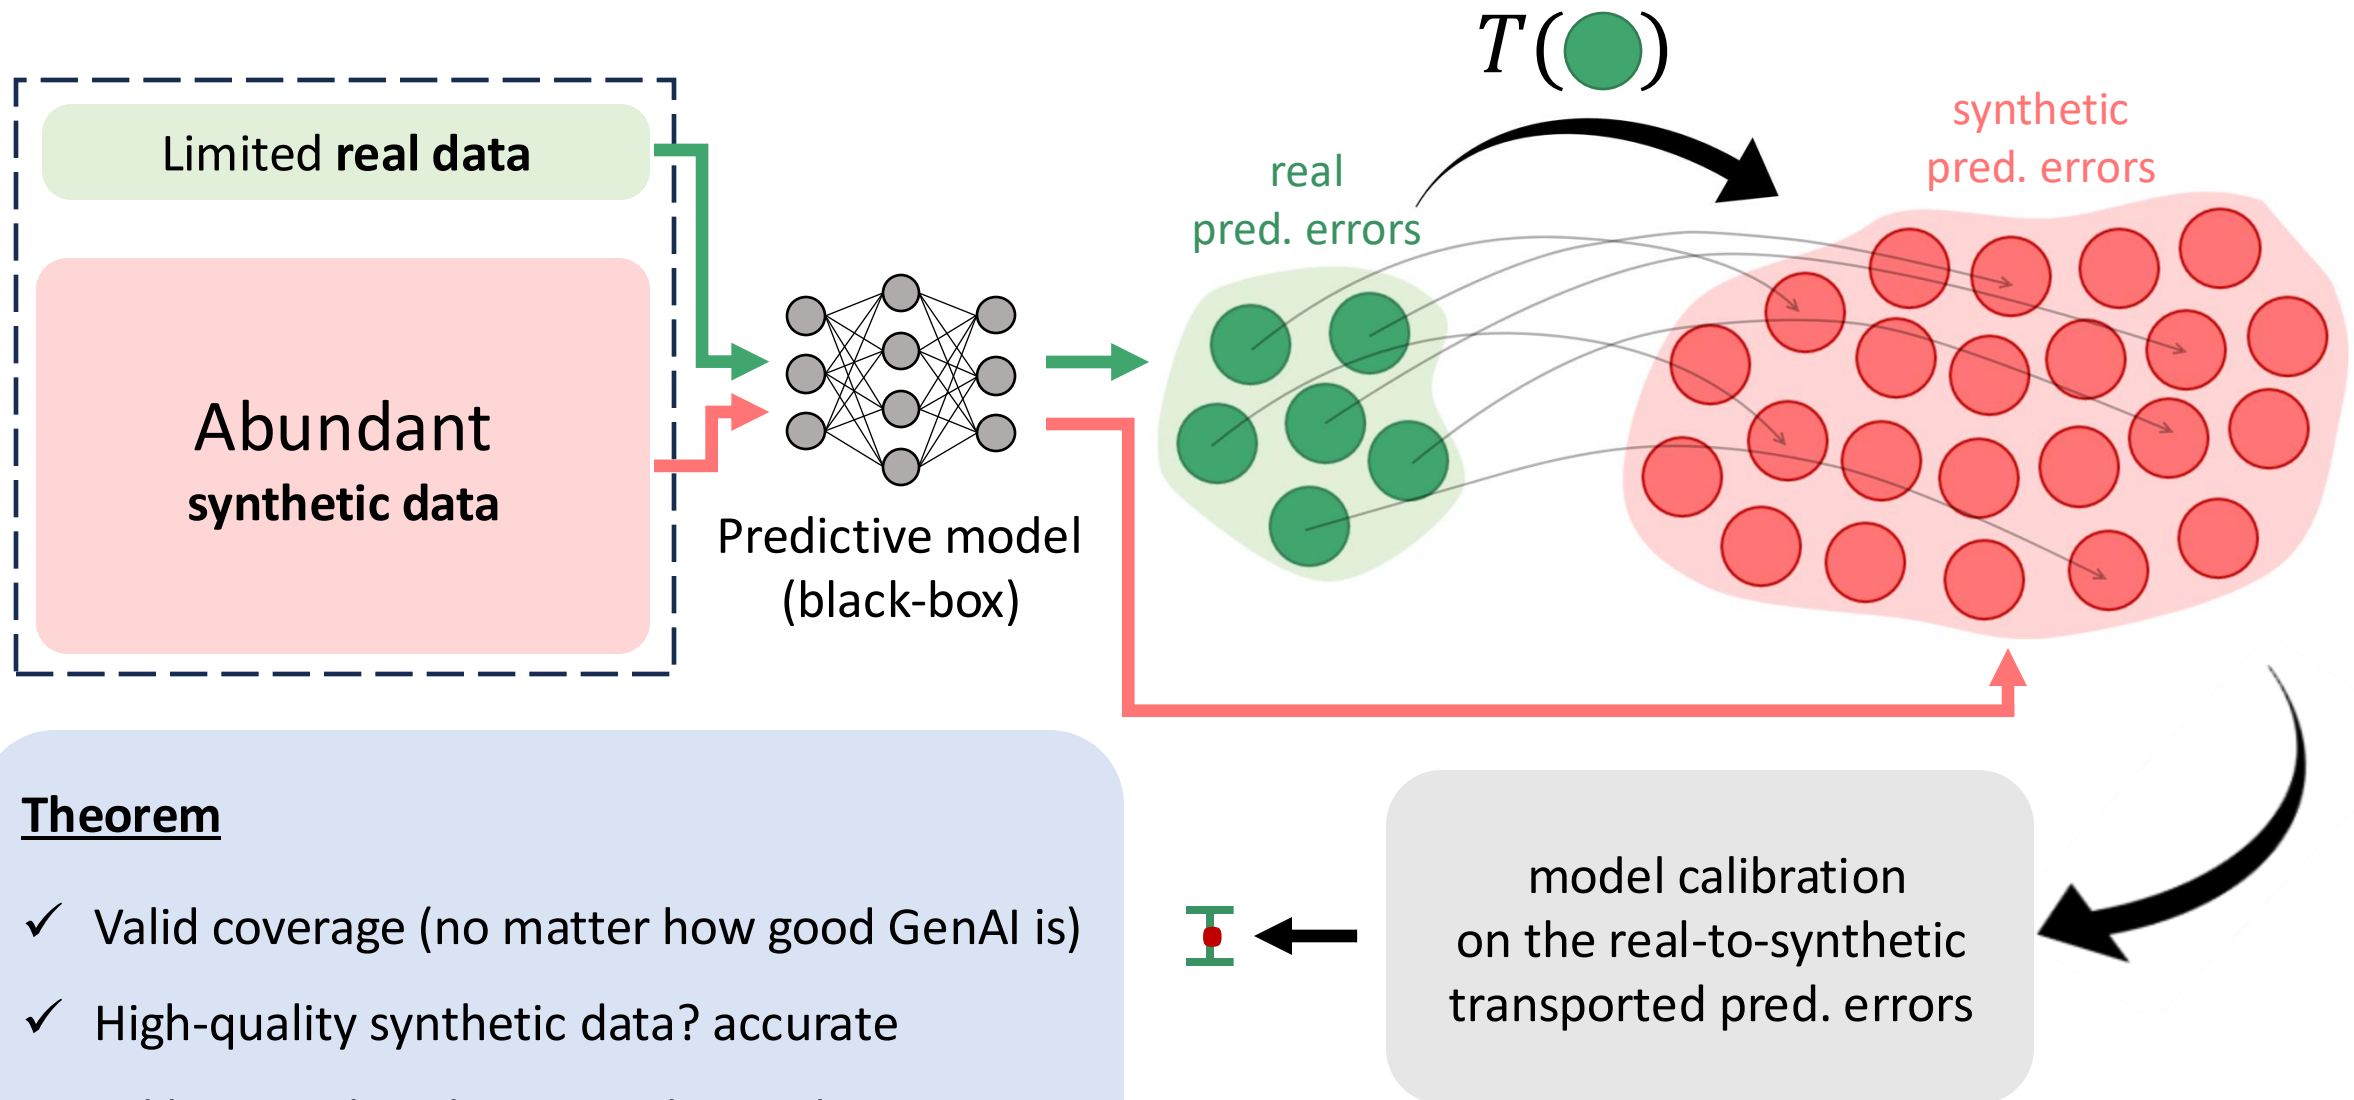 Limited real data
Abundant
synthetic data
Predictive model
(black-box)
real
pred. errors
T( )
synthetic
pred. errors
model calibration
on the real-to-synthetic
transported pred. errors
Theorem
✓ Valid coverage (no matter how good GenAI is)
✓ High-quality synthetic data? accurate